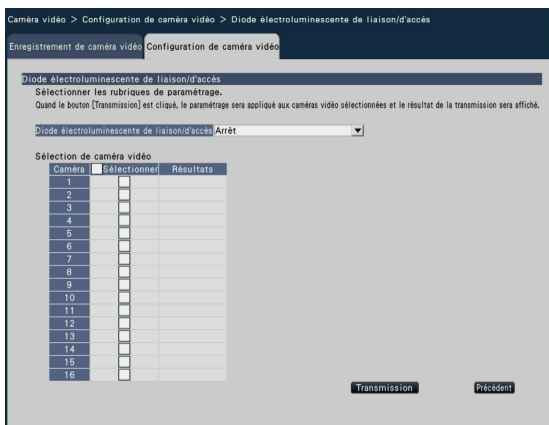 Caméra vidéo > Configuration de caméra vidéo > Diode électroluminescente de liaison/d'accès
Enregistrement de caméra vidéo Configuration de caméra vidéo
Diode électroluminescente de liaison/d'accès
Sélectionner les rubriques de paramétrage.
Quand le bouton [Transmission] est cliqué, le paramétrage sera appliqué aux caméras vidéo sélectionnées et le résultat de la transmission sera affiché.
Diode électroluminescente de liaison/d'accès Arrêt
Sélection de caméra vidéo
Caméra Sélectionner Résultats
1
2
3
4
5
6
7
8
9
10
11
12
13
14
15
16
Transmission Précédent